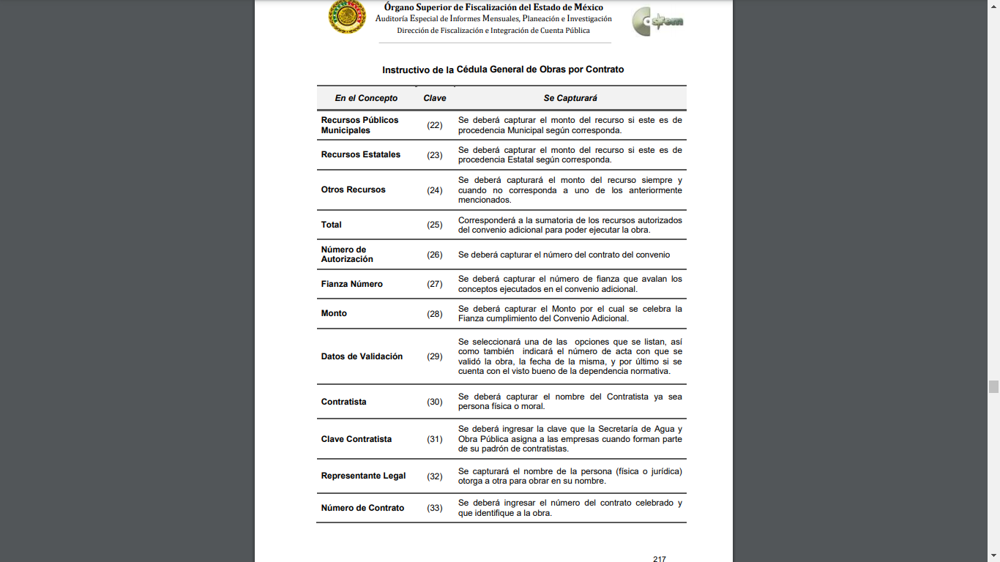 Órgano Superior de Fiscalización del Estado de México
Auditoría Especial de Informes Mensuales, Planeación e Investigación
Dirección de Fiscalización e Integración de Cuenta Pública
osfem
Instructivo de la Cédula General de Obras por Contrato
En el Concepto Clave Se Capturará
Recursos Públicos
Municipales
(22)
Se deberá capturar el monto del recurso si este es de
procedencia Municipal según corresponda.
Recursos Estatales
(23)
Se deberá capturar el monto del recurso si este es de
procedencia Estatal según corresponda.
Otros Recursos
(24)
Se deberá capturará el monto del recurso siempre y
cuando no corresponda a uno de los anteriormente
mencionados.
Total
(25)
Corresponderá a la sumatoria de los recursos autorizados
del convenio adicional para poder ejecutar la obra.
Número de
Autorización
(26)
Se deberá capturar el número del contrato del convenio
Fianza Número
(27)
Se deberá capturar el número de fianza que avalan los
conceptos ejecutados en el convenio adicional.
Monto
(28)
Se deberá capturar el Monto por el cual se celebra la
Fianza cumplimiento del Convenio Adicional.
Datos de Validación
(29)
Se seleccionará una de las opciones que se listan, así
como también indicará el número de acta con que se
validó la obra, la fecha de la misma, y por último si se
cuenta con el visto bueno de la dependencia normativa.
Contratista
(30)
Se deberá capturar el nombre del Contratista ya sea
persona física o moral.
Clave Contratista
(31)
Se deberá ingresar la clave que la Secretaría de Agua y
Obra Pública asigna a las empresas cuando forman parte
de su padrón de contratistas.
Representante Legal
(32)
Se capturará el nombre de la persona (física o jurídica)
otorga a otra para obrar en su nombre.
Número de Contrato
(33)
Se deberá ingresar el número del contrato celebrado y
que identifique a la obra.
217